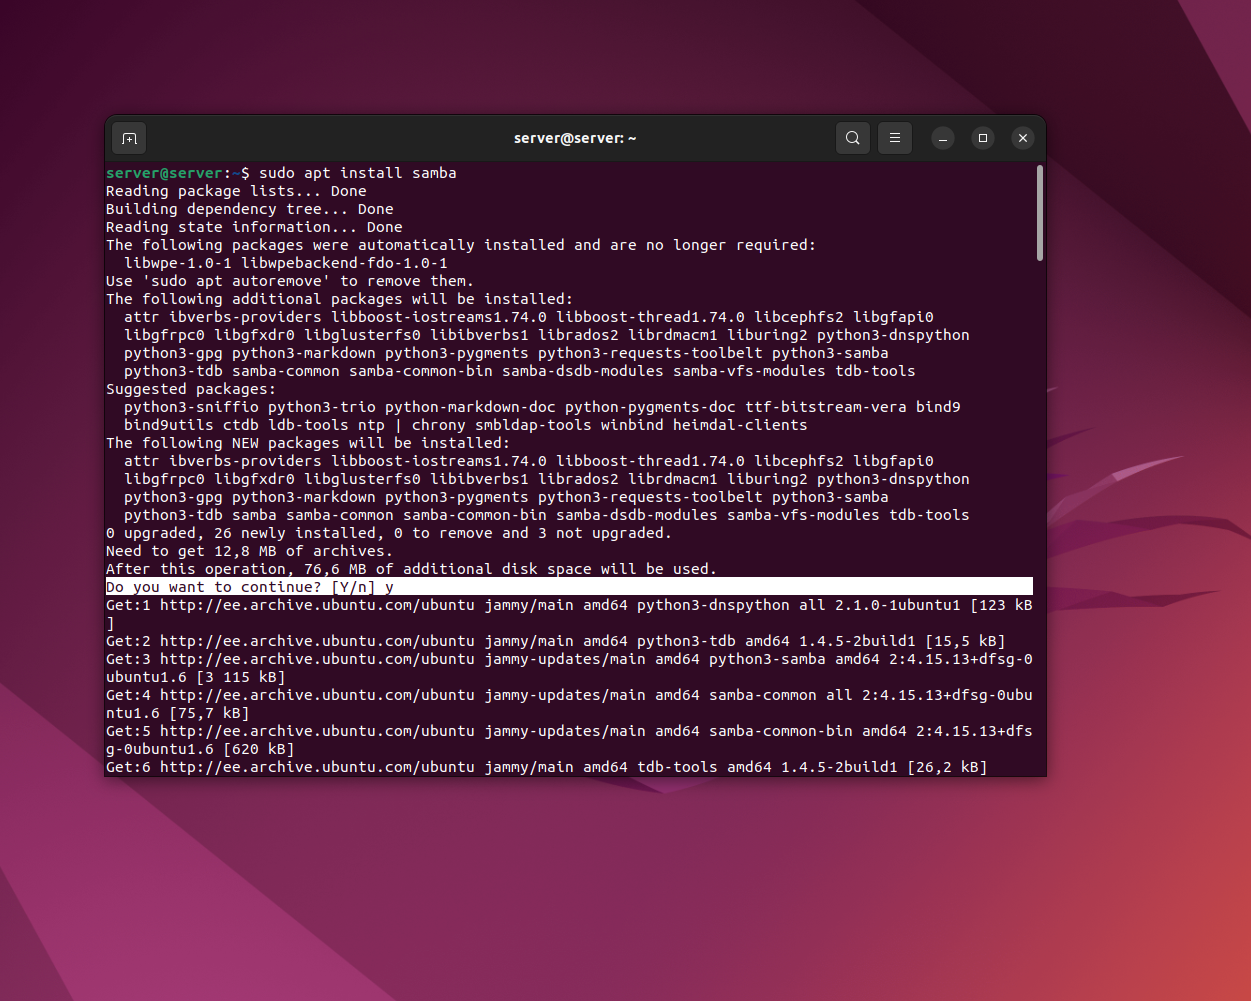 server@server: ~
server@server:~$ sudo apt install samba
Reading package lists... Done
Building dependency tree... Done
Reading state information... Done
The following packages were automatically installed and are no longer required:
  libwpe-1.0-1 libwpebackend-fdo-1.0-1
Use 'sudo apt autoremove' to remove them.
The following additional packages will be installed:
  attr ibverbs-providers libboost-iostreams1.74.0 libboost-thread1.74.0 libcephfs2 libgfapi0
  libgfrpc0 libgfxdr0 libglusterfs0 libibverbs1 librados2 librdmacm1 liburing2 python3-dnspython
  python3-gpg python3-markdown python3-pygments python3-requests-toolbelt python3-samba
  python3-tdb samba-common samba-common-bin samba-dsdb-modules samba-vfs-modules tdb-tools
Suggested packages:
  python3-sniffio python3-trio python-markdown-doc python-pygments-doc ttf-bitstream-vera bind9
  bind9utils ctdb ldb-tools ntp | chrony smbldap-tools winbind heimdal-clients
The following NEW packages will be installed:
  attr ibverbs-providers libboost-iostreams1.74.0 libboost-thread1.74.0 libcephfs2 libgfapi0
  libgfrpc0 libgfxdr0 libglusterfs0 libibverbs1 librados2 librdmacm1 liburing2 python3-dnspython
  python3-gpg python3-markdown python3-pygments python3-requests-toolbelt python3-samba
  python3-tdb samba samba-common samba-common-bin samba-dsdb-modules samba-vfs-modules tdb-tools
0 upgraded, 26 newly installed, 0 to remove and 3 not upgraded.
Need to get 12,8 MB of archives.
After this operation, 76,6 MB of additional disk space will be used.
Do you want to continue? [Y/n] y
Get:1 http://ee.archive.ubuntu.com/ubuntu jammy/main amd64 python3-dnspython all 2.1.0-1ubuntu1 [123 kB
]
Get:2 http://ee.archive.ubuntu.com/ubuntu jammy/main amd64 python3-tdb amd64 1.4.5-2build1 [15,5 kB]
Get:3 http://ee.archive.ubuntu.com/ubuntu jammy-updates/main amd64 python3-samba amd64 2:4.15.13+dfsg-0
ubuntu1.6 [3 115 kB]
Get:4 http://ee.archive.ubuntu.com/ubuntu jammy-updates/main amd64 samba-common all 2:4.15.13+dfsg-0ubu
ntu1.6 [75,7 kB]
Get:5 http://ee.archive.ubuntu.com/ubuntu jammy-updates/main amd64 samba-common-bin amd64 2:4.15.13+dfs
g-0ubuntu1.6 [620 kB]
Get:6 http://ee.archive.ubuntu.com/ubuntu jammy/main amd64 tdb-tools amd64 1.4.5-2build1 [26,2 kB]